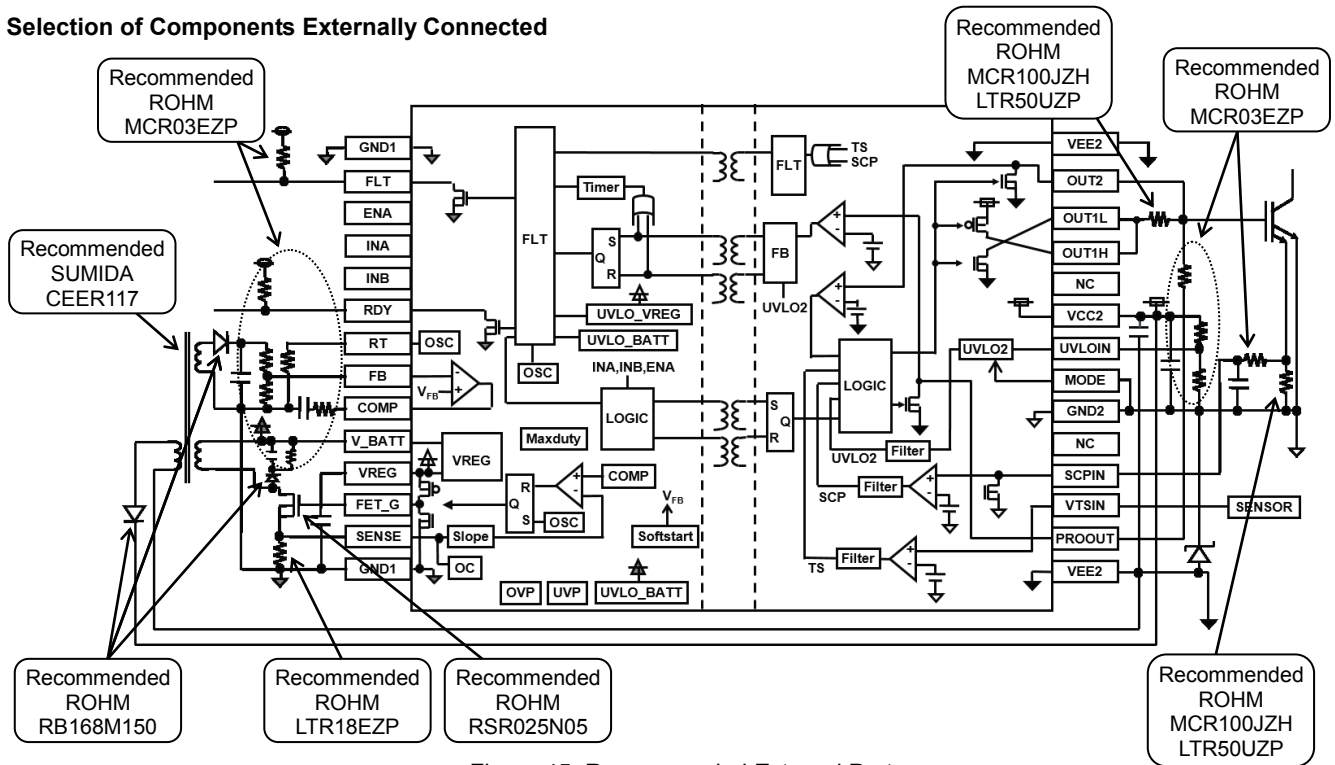 Selection of Components Externally Connected
Recommended
ROHM
MCR03EZP
Recommended
ROHM
MCR100JZH
LTR50UZP
Recommended
ROHM
MCR03EZP
Recommended
SUMIDA
CEER117
GND1
FLT
ENA
INA
INB
RDY
RT
FB
COMP
V_BATT
VREG
FET_G
SENSE
GND1
FLT
Timer
S
Q
R
UVLO_VREG
UVLO_BATT
OSC
OSC
INA,INB,ENA
LOGIC
VFB
-
+
Maxduty
VREG
R
Q
S
OSC
+
-
COMP
VFB
Softstart
Slope
OC
OVP
UVP
UVLO_BATT
FLT
TS
SCP
FB
UVLO2
+
-
+
-
LOGIC
UVLO2
S
Q
R
UVLO2
Filter
SCP
Filter
+
-
TS
Filter
+
-
VEE2
OUT2
OUT1L
OUT1H
NC
VCC2
UVLOIN
MODE
GND2
NC
SCPIN
VTSIN
PROOUT
VEE2
SENSOR
Recommended
ROHM
RB168M150
Recommended
ROHM
LTR18EZP
Recommended
ROHM
RSR025N05
Recommended
ROHM
MCR100JZH
LTR50UZP